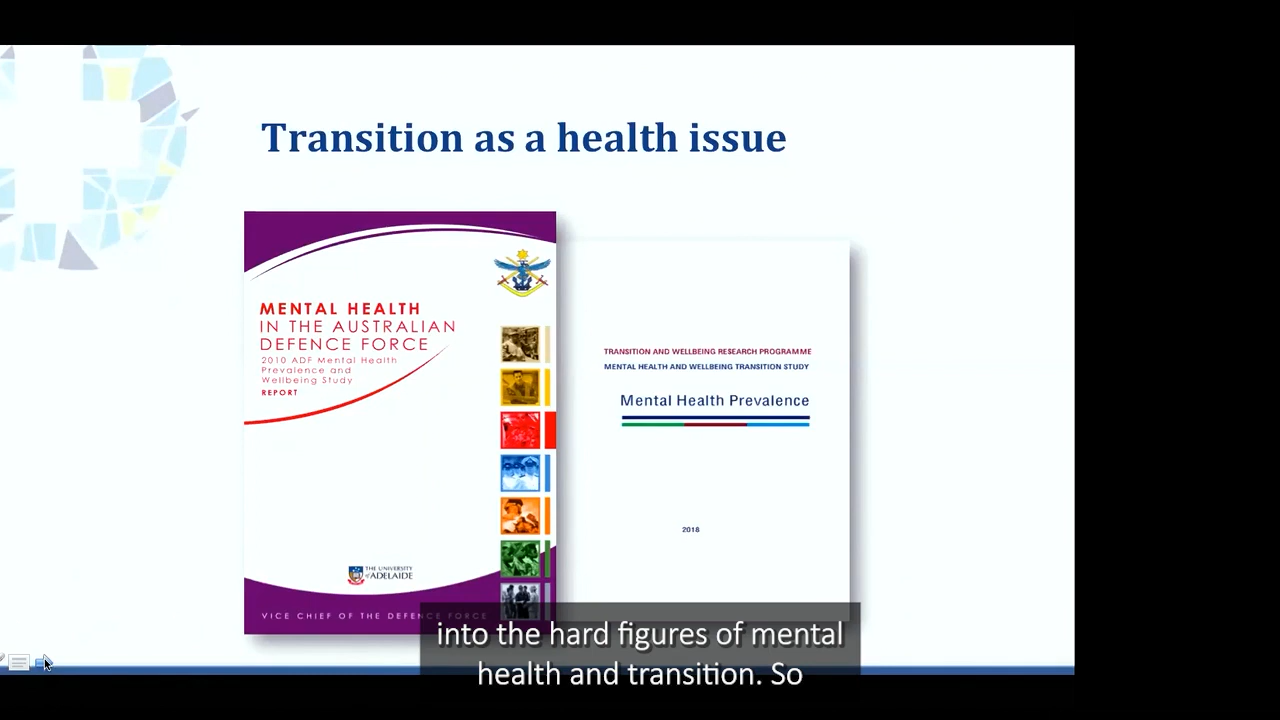 Transition as a health issue
MENTAL HEALTH
IN THE AUSTRALIAN
DEFENCE FORCE
2010 ADF Mental Health
Prevalence and
Wellbeing Study
REPORT
THE UNIVERSITY
of ADELAIDE
VICE CHIEF OF THE DEFENCE FORCE
TRANSITION AND WELLBEING RESEARCH PROGRAMME
MENTAL HEALTH AND WELLBEING TRANSITION STUDY
Mental Health Prevalence
2018
into the hard figures of mental
health and transition. So